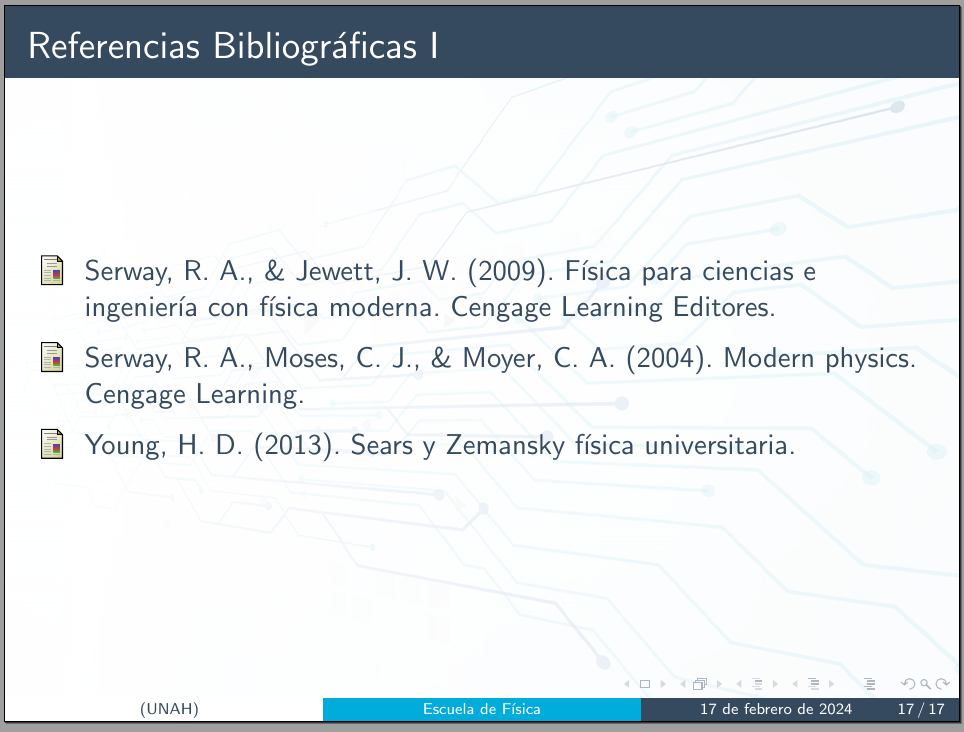 Referencias Bibliográficas I
Serway, R. A., & Jewett, J. W. (2009). Física para ciencias e
ingeniería con física moderna. Cengage Learning Editores.
Serway, R. A., Moses, C. J., & Moyer, C. A. (2004). Modern physics.
Cengage Learning.
Young, H. D. (2013). Sears y Zemansky física universitaria.
(UNAH) Escuela de Física 17 de febrero de 2024 17 / 17